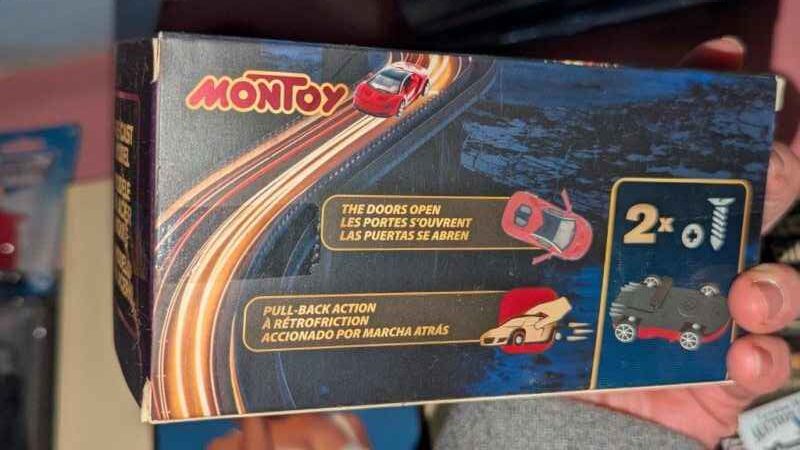 MONTOY
THE DOORS OPEN
LES PORTES S'OUVRENT
LAS PUERTAS SE ABREN
2x
PULL-BACK ACTION
À RÉTROFRICTION
ACCIONADO POR MARCHA ATRÁS